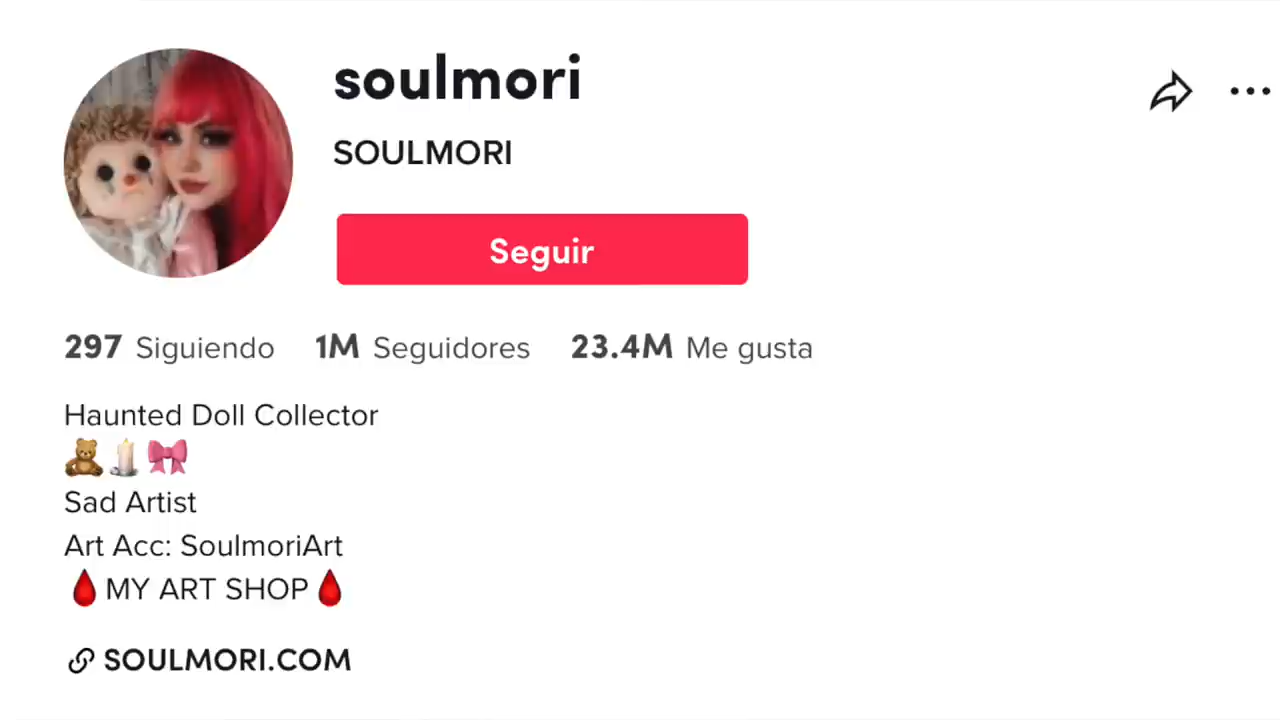 soulmori
SOULMORI
Seguir
297 Siguiendo 1M Seguidores 23.4M Me gusta
Haunted Doll Collector
🧸🕯️🎀
Sad Artist
Art Acc: SoulmoriArt
🩸MY ART SHOP🩸
SOULMORI.COM